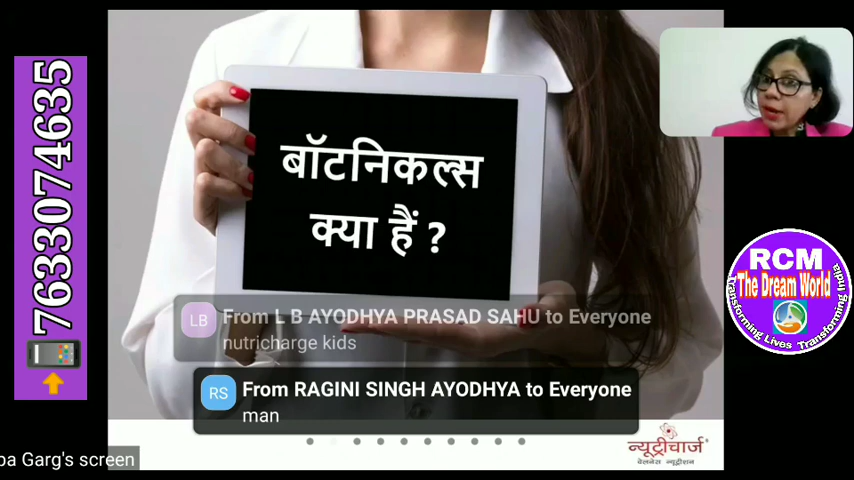 7633074635
बॉटनिकल्स
क्या हैं ?
LB
From L B AYODHYA PRASAD SAHU to Everyone
nutricharge kids
RS
From RAGINI SINGH AYODHYA to Everyone
man
pa Garg's screen
RCM
The Dream World
Transforming Lives Transforming India
न्यूट्रीचार्ज
वेलनेस न्यूट्रीशन